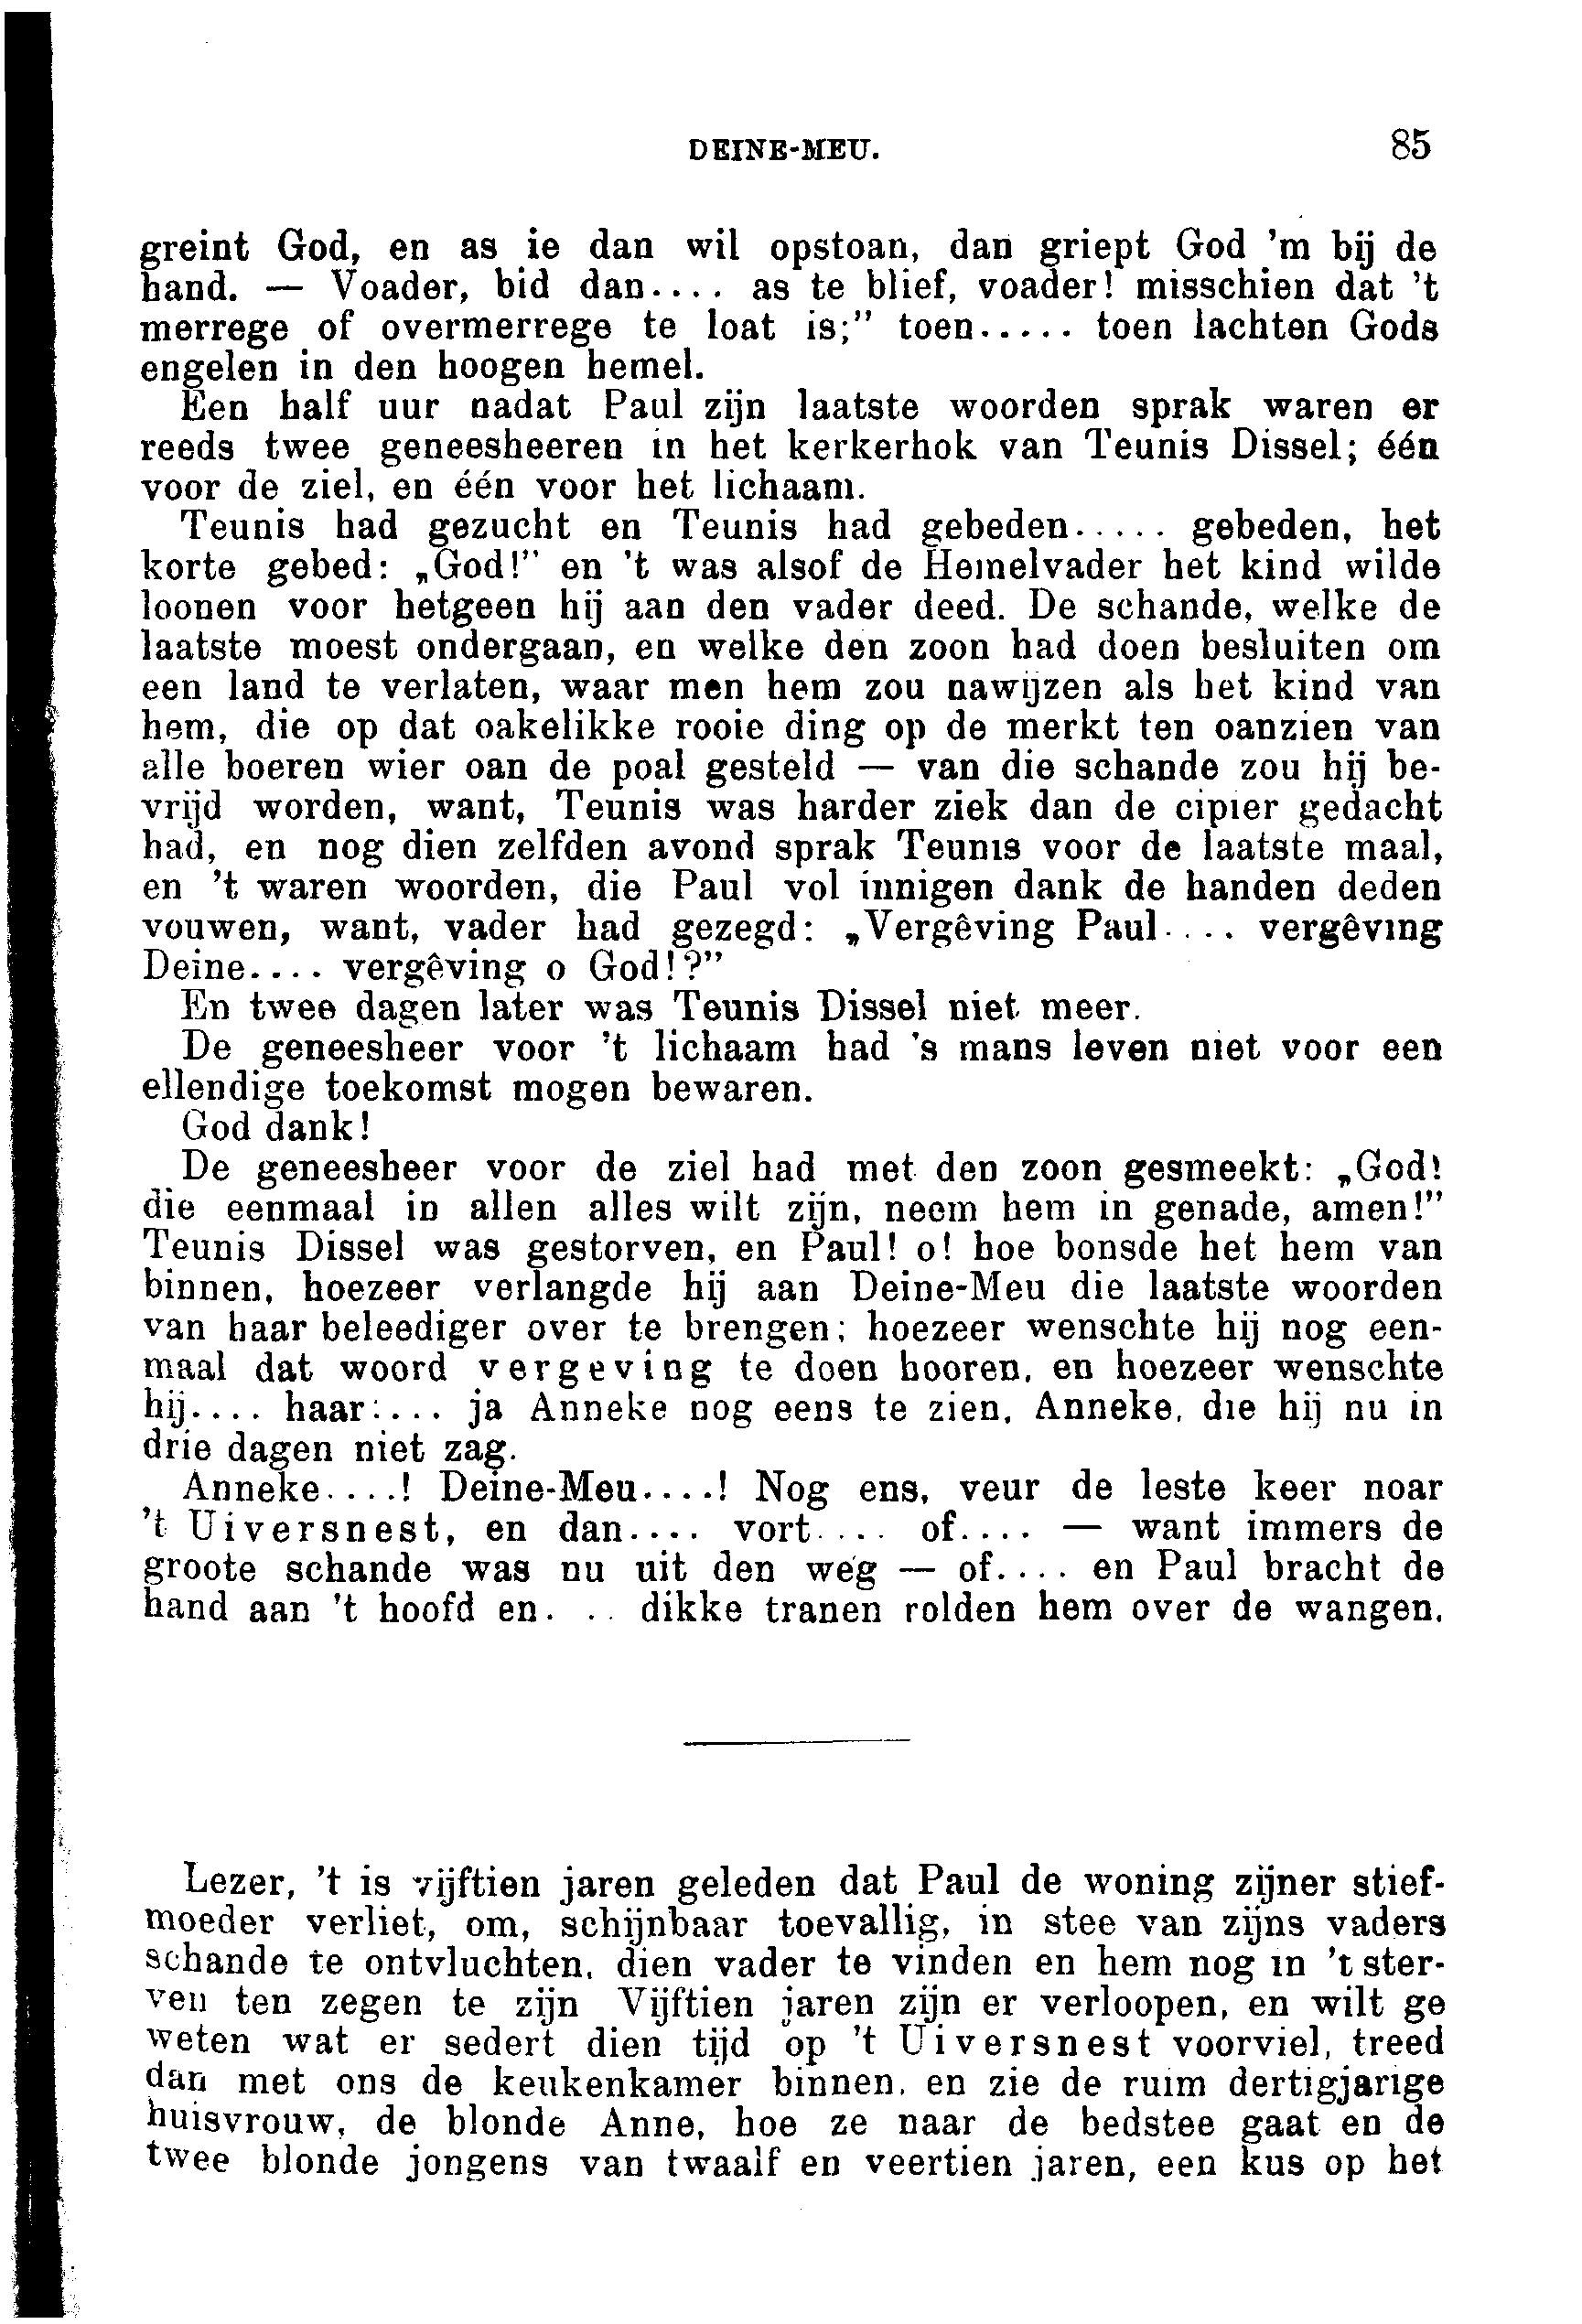 DEINE-MEU. 85
greint God, en as ie dan wil opstoan, dan griept God 'm bij de
hand. — Voader, bid dan.... as te blief, voader! misschien dat 't
merrege of overmerrege te loat is;" toen..... toen lachten Gods
engelen in den hoogen hemel.
Een half uur nadat Paul zijn laatste woorden sprak waren er
reeds twee geneesheeren in het kerkerhok van Teunis Dissel; één
voor de ziel, en één voor het lichaam.
Teunis had gezucht en Teunis had gebeden..... gebeden, het
korte gebed: „God!" en 't was alsof de Hemelvader het kind wilde
loonen voor hetgeen hij aan den vader deed. De schande, welke de
laatste moest ondergaan, en welke den zoon had doen besluiten om
een land te verlaten, waar men hem zou nawijzen als het kind van
hem, die op dat oakelikke rooie ding op de merkt ten oanzien van
alle boeren wier oan de poal gesteld — van die schande zou hij be-
vrijd worden, want, Teunis was harder ziek dan de cipier gedacht
had, en nog dien zelfden avond sprak Teunis voor de laatste maal,
en 't waren woorden, die Paul vol innigen dank de handen deden
vouwen, want, vader had gezegd: „Vergêving Paul.... vergêving
Deine.... vergêving o God!?"
En twee dagen later was Teunis Dissel niet meer.
De geneesheer voor 't lichaam had 's mans leven niet voor een
ellendige toekomst mogen bewaren.
God dank!
De geneesheer voor de ziel had met den zoon gesmeekt: „God!
die eenmaal in allen alles wilt zijn, neem hem in genade, amen!"
Teunis Dissel was gestorven, en Paul! o! hoe bonsde het hem van
binnen, hoezeer verlangde hij aan Deine-Meu die laatste woorden
van haar beleediger over te brengen; hoezeer wenschte hij nog een-
maal dat woord vergeving te doen hooren, en hoezeer wenschte
hij.... haar:... ja Anneke nog eens te zien, Anneke, die hij nu in
drie dagen niet zag.
Anneke....! Deine-Meu....! Nog ens, veur de leste keer noar
't Uiversnest, en dan.... vort.... of.... — want immers de
groote schande was nu uit den weg — of.... en Paul bracht de
hand aan 't hoofd en. .. dikke tranen rolden hem over de wangen.
Lezer, 't is vijftien jaren geleden dat Paul de woning zijner stief-
moeder verliet, om, schijnbaar toevallig, in stee van zijns vaders
schande te ontvluchten, dien vader te vinden en hem nog in 't ster-
ven ten zegen te zijn Vijftien jaren zijn er verloopen, en wilt ge
weten wat er sedert dien tijd op 't Uiversnest voorviel, treed
dan met ons de keukenkamer binnen, en zie de ruim dertigjarige
huisvrouw, de blonde Anne, hoe ze naar de bedstee gaat en de
twee blonde jongens van twaalf en veertien jaren, een kus op het